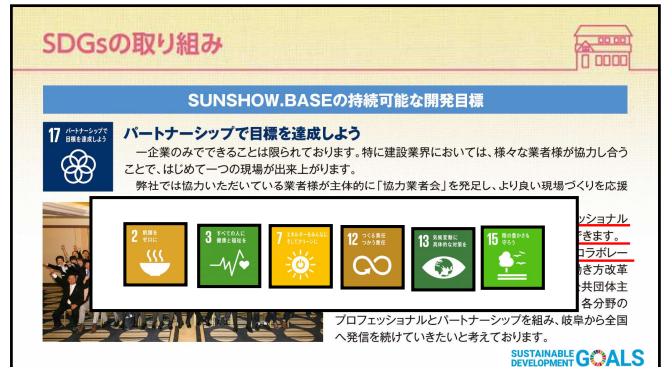 SDGsの取り組み
SUNSHOW.BASEの持続可能な開発目標
17 パートナーシップで
目標を達成しよう
パートナーシップで目標を達成しよう
一企業のみでできることは限られております。特に建設業界においては、様々な業者様が協力し合う
ことで、はじめて一つの現場が出来上がります。
弊社では協力いただいている業者様が主体的に「協力業者会」を発足し、より良い現場づくりを応援
ッショナル
きます。
コラボレー
働き方改革
共団体主
各分野の
プロフェッショナルとパートナーシップを組み、岐阜から全国
へ発信を続けていきたいと考えております。
2 飢餓を
ゼロに
3 すべての人に
健康と福祉を
7 エネルギーをみんなに
そしてクリーンに
12 つくる責任
つかう責任
13 気候変動に
具体的な対策を
15 陸の豊かさも
守ろう
SUSTAINABLE
DEVELOPMENT GOALS